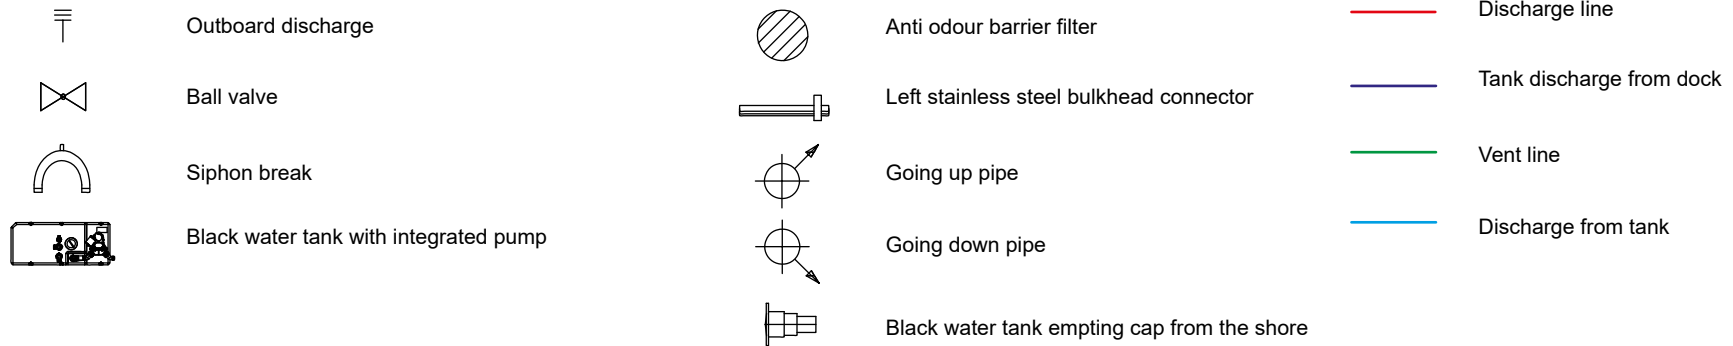 Outboard discharge
Ball valve
Siphon break
Black water tank with integrated pump
Anti odour barrier filter
Left stainless steel bulkhead connector
Going up pipe
Going down pipe
Black water tank empting cap from the shore
Discharge line
Tank discharge from dock
Vent line
Discharge from tank